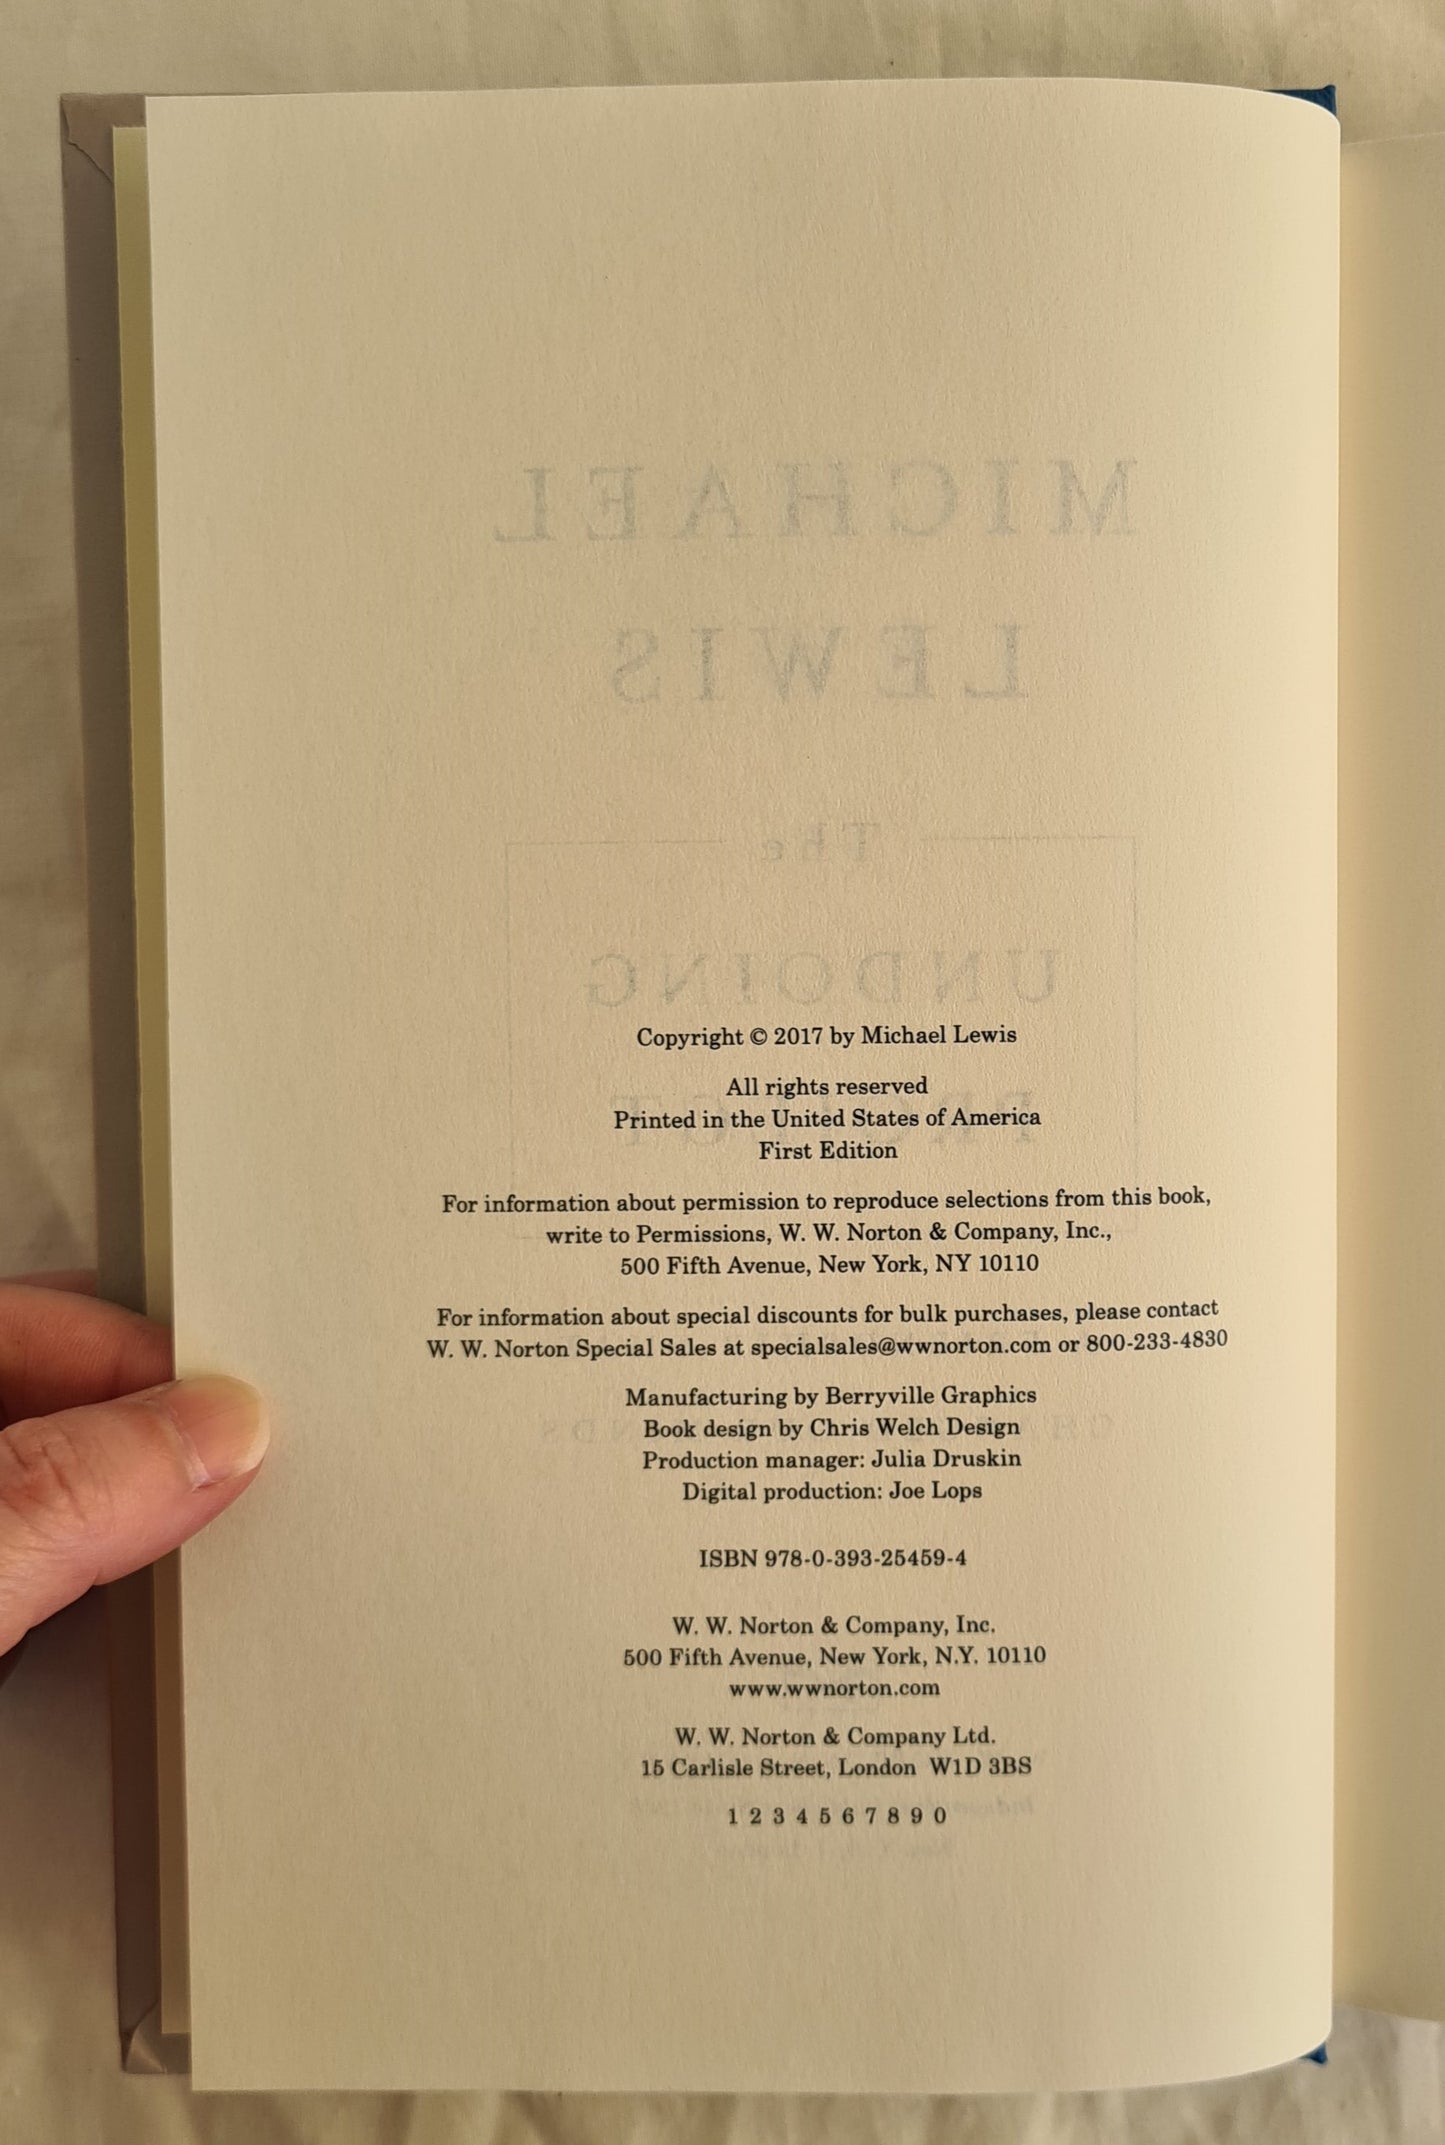 MICHAEL
LEWIS
The
UNDOING
Copyright © 2017 by Michael Lewis
All rights reserved
Printed in the United States of America
First Edition
For information about permission to reproduce selections from this book,
write to Permissions, W. W. Norton & Company, Inc.,
500 Fifth Avenue, New York, NY 10110
For information about special discounts for bulk purchases, please contact
W. W. Norton Special Sales at specialsales@wwnorton.com or 800-233-4830
Manufacturing by Berryville Graphics
Book design by Chris Welch Design
Production manager: Julia Druskin
Digital production: Joe Lops
ISBN 978-0-393-25459-4
W. W. Norton & Company, Inc.
500 Fifth Avenue, New York, N.Y. 10110
www.wwnorton.com
W. W. Norton & Company Ltd.
15 Carlisle Street, London W1D 3BS
1 2 3 4 5 6 7 8 9 0